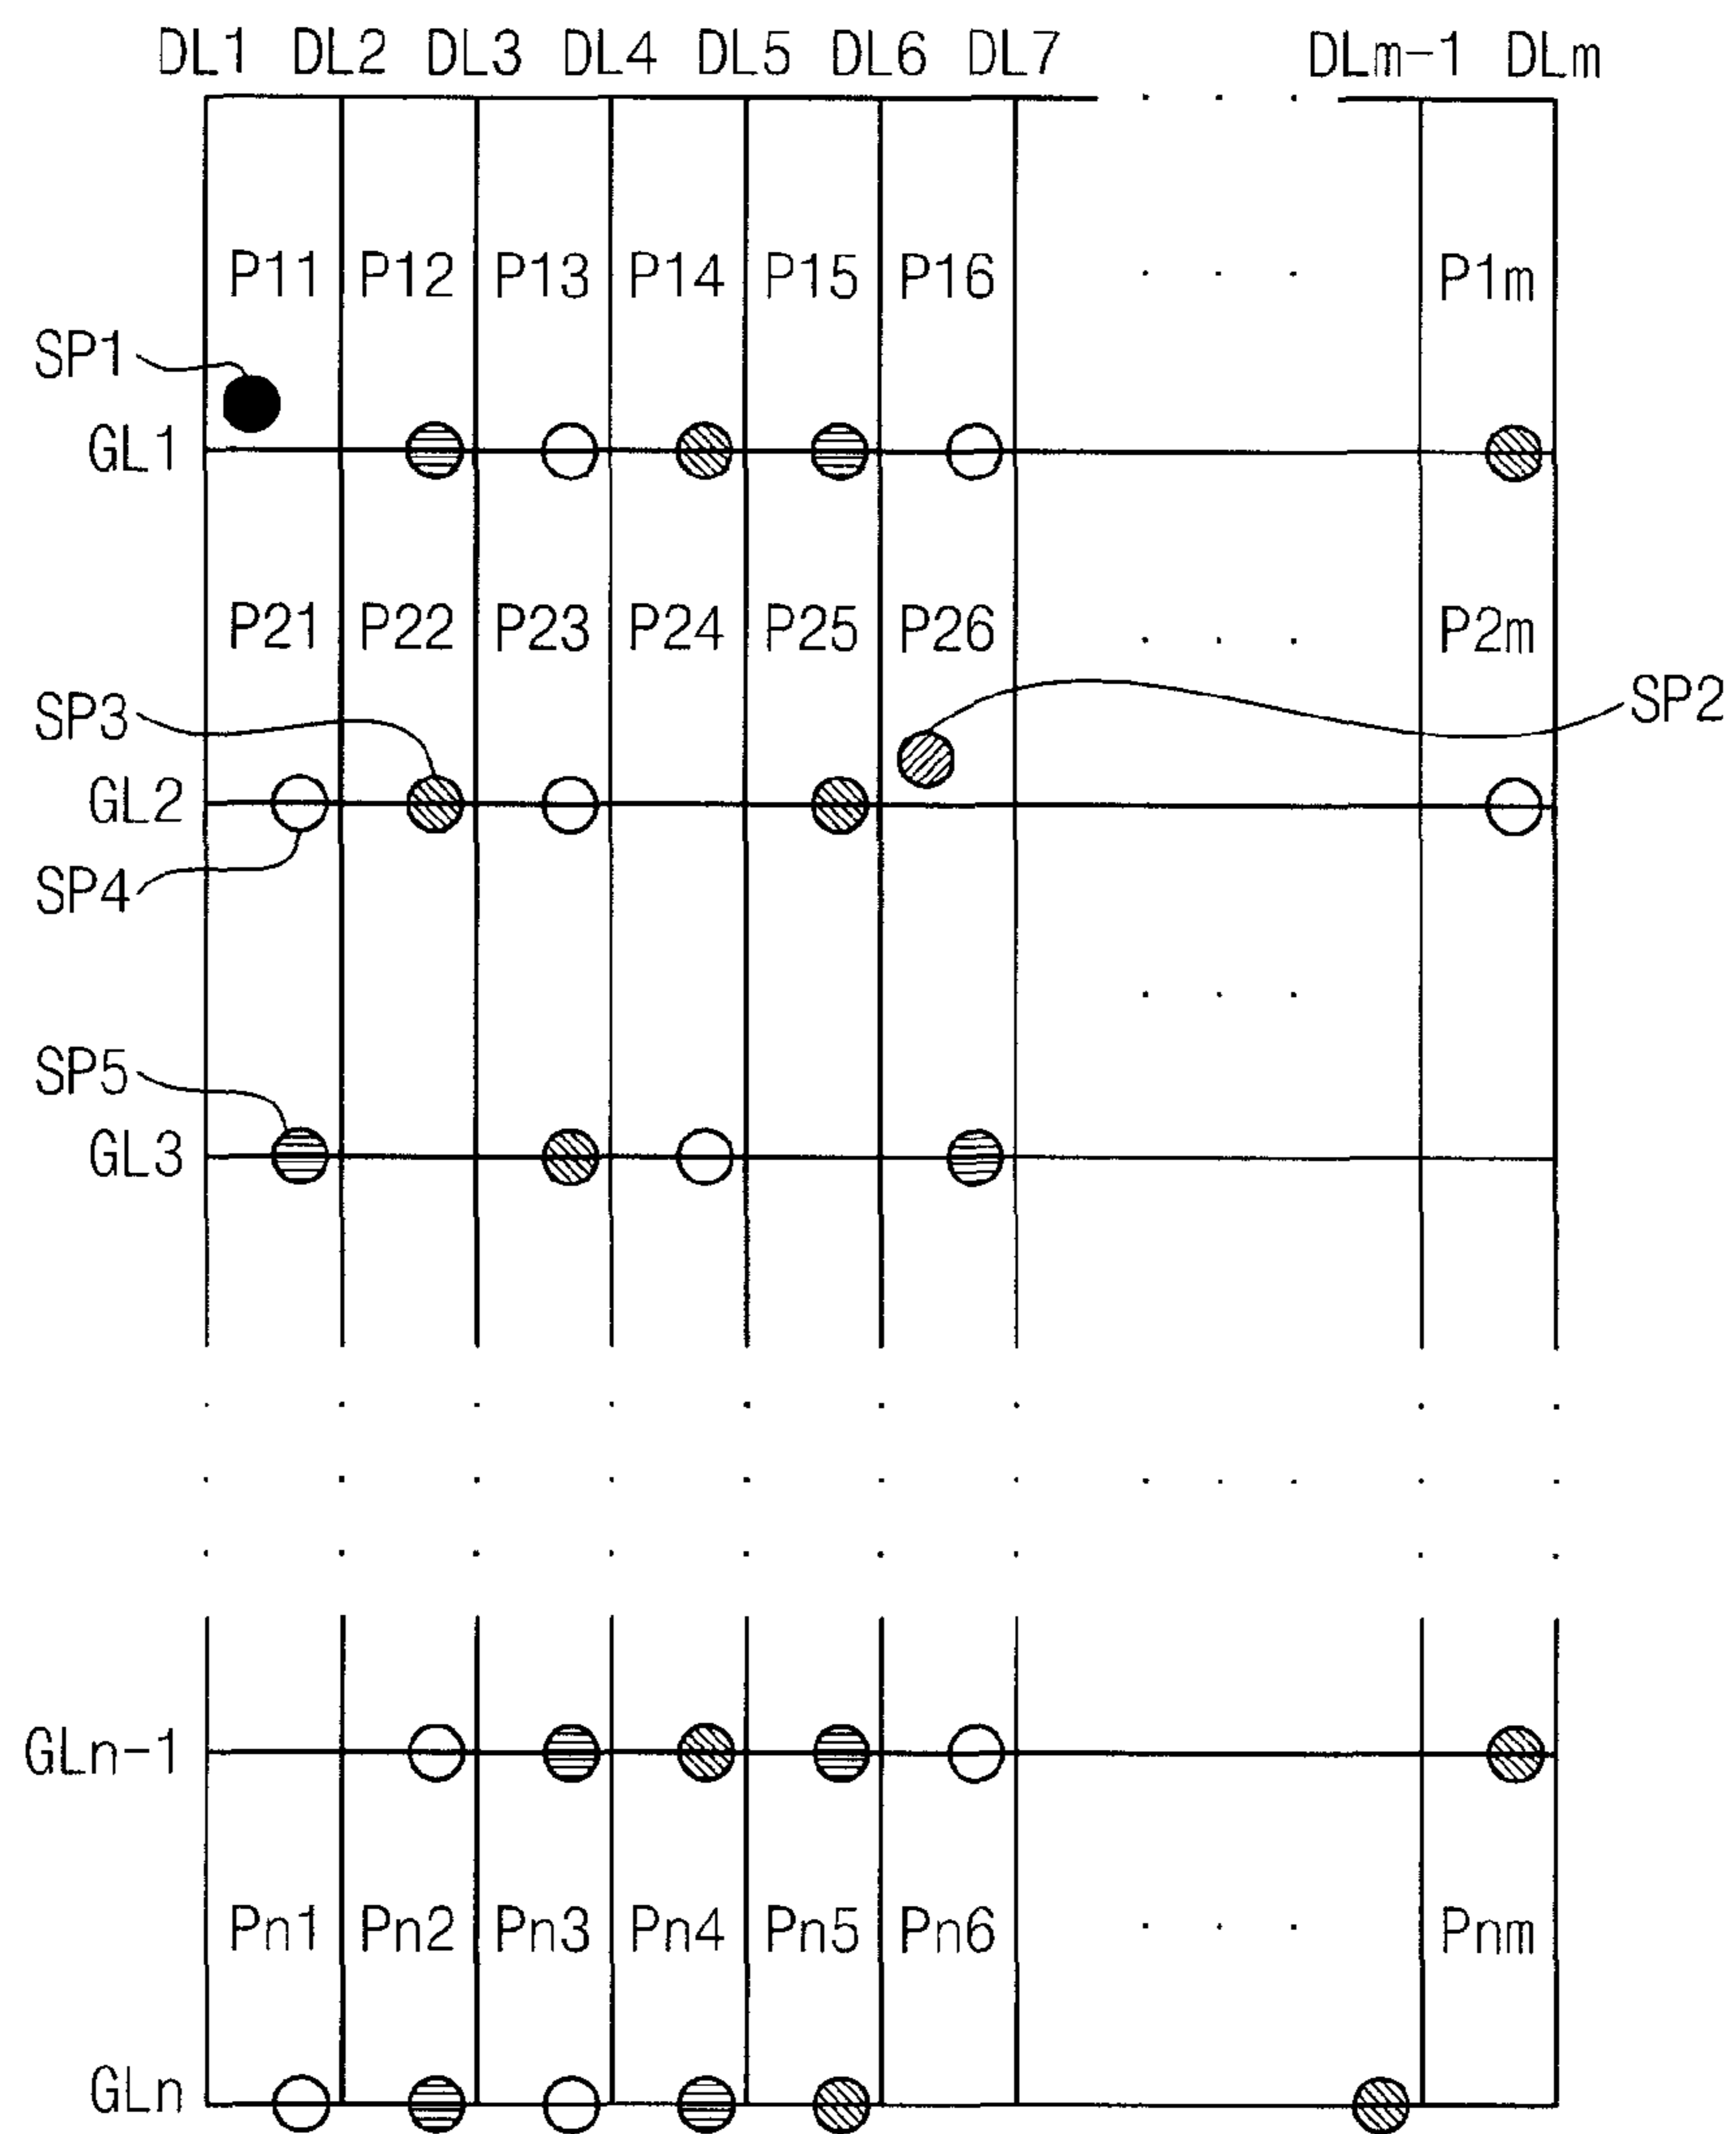 DL1 DL2 DL3 DL4 DL5 DL6 DL7 DLm-1 DLm
P11 P12 P13 P14 P15 P16 . . . P1m
SP1
GL1
P21 P22 P23 P24 P25 P26 . . . P2m
SP3
SP2
GL2
SP4
SP5
GL3
GLn-1
Pn1 Pn2 Pn3 Pn4 Pn5 Pn6 . . . Pnm
GLn